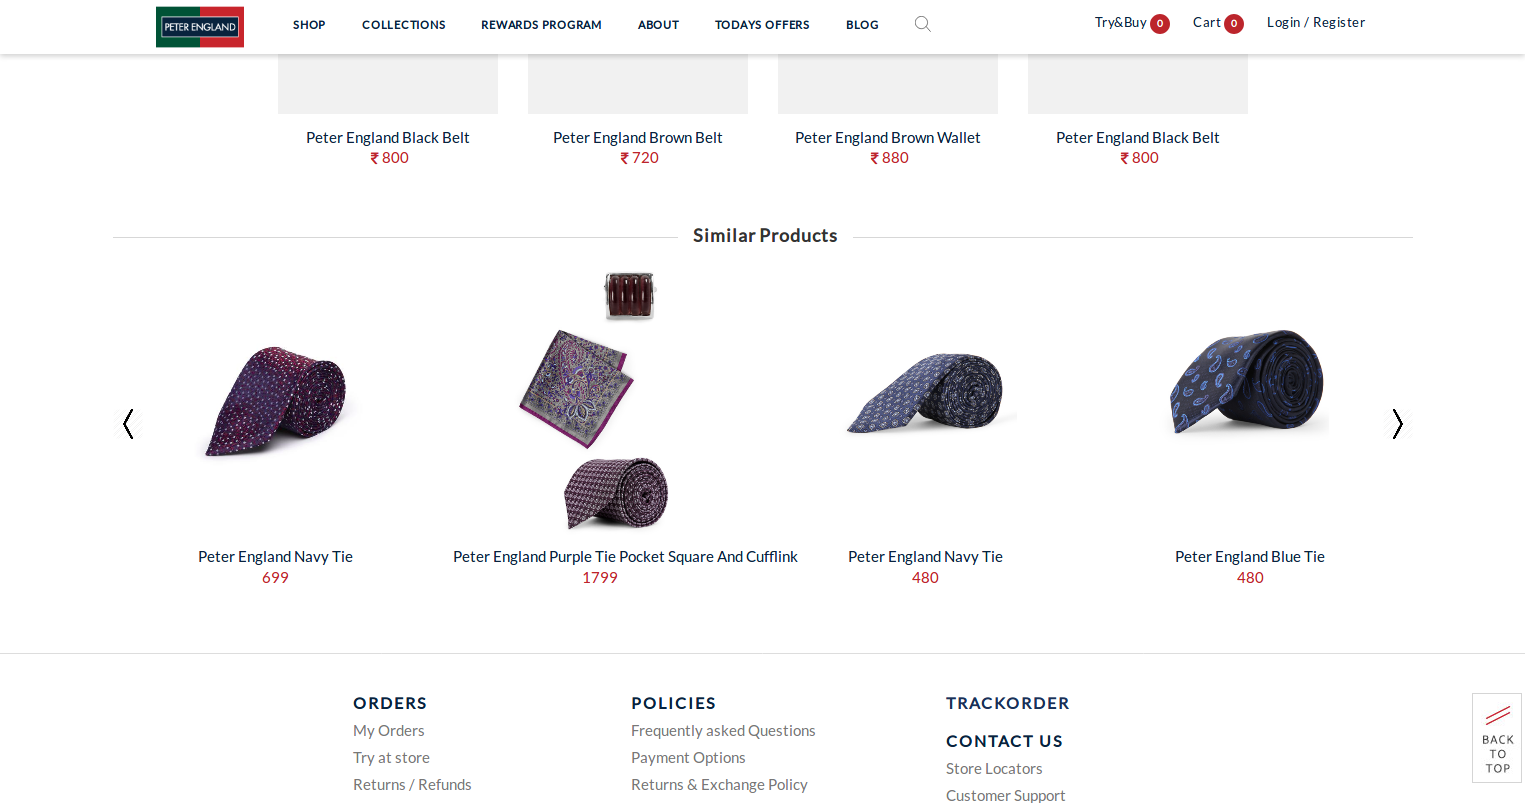 PETER ENGLAND
SHOP
COLLECTIONS
REWARDS PROGRAM
ABOUT
TODAYS OFFERS
BLOG
Try&Buy 0
Cart 0
Login / Register
Peter England Black Belt
₹ 800
Peter England Brown Belt
₹ 720
Peter England Brown Wallet
₹ 880
Peter England Black Belt
₹ 800
Similar Products
Peter England Navy Tie
699
Peter England Purple Tie Pocket Square And Cufflink
1799
Peter England Navy Tie
480
Peter England Blue Tie
480
ORDERS
My Orders
Try at store
Returns / Refunds
POLICIES
Frequently asked Questions
Payment Options
Returns & Exchange Policy
TRACKORDER
CONTACT US
Store Locators
Customer Support
BACK
TO
TOP